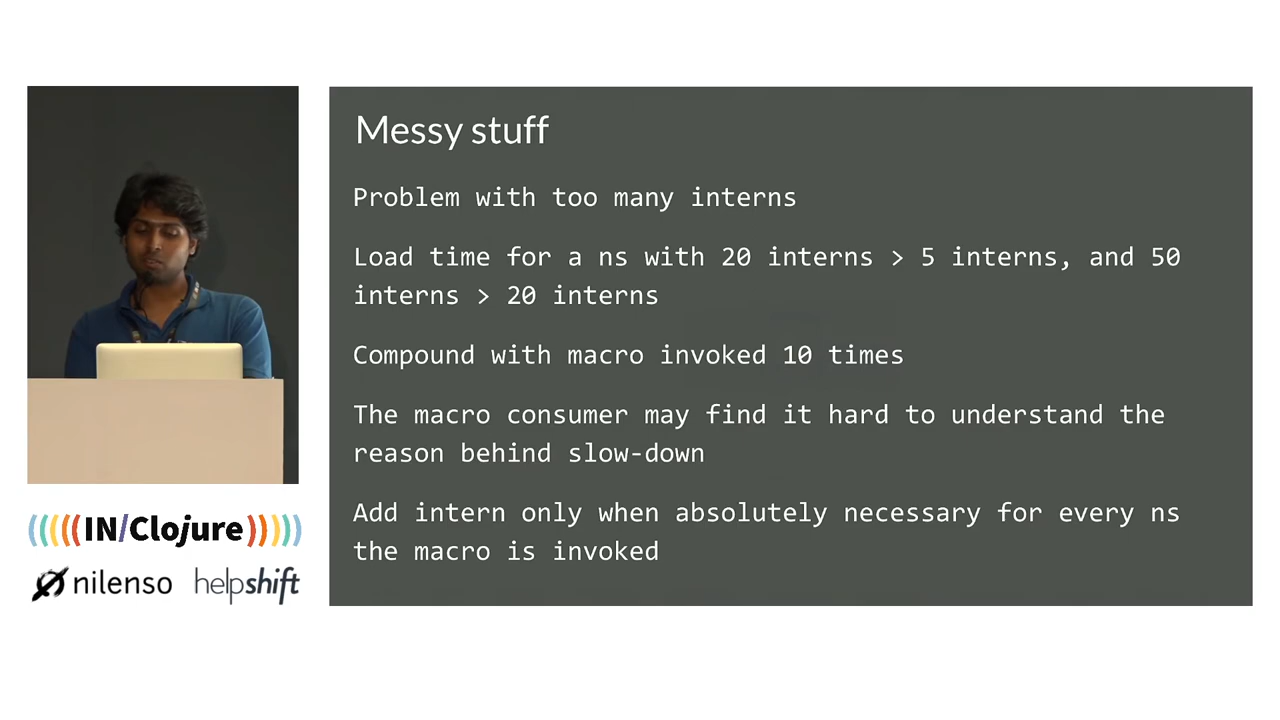 Messy stuff
Problem with too many interns
Load time for a ns with 20 interns > 5 interns, and 50
interns > 20 interns
Compound with macro invoked 10 times
The macro consumer may find it hard to understand the
reason behind slow-down
Add intern only when absolutely necessary for every ns
the macro is invoked
(((((IN/Clojure)))))
nilenso helpshift